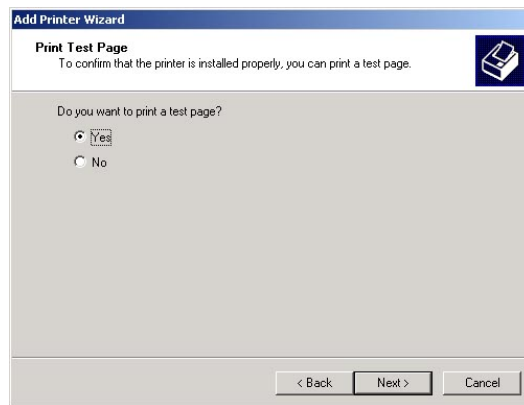 Add Printer Wizard
Print Test Page
To confirm that the printer is installed properly, you can print a test page.
Do you want to print a test page?
Yes
No
< Back Next > Cancel